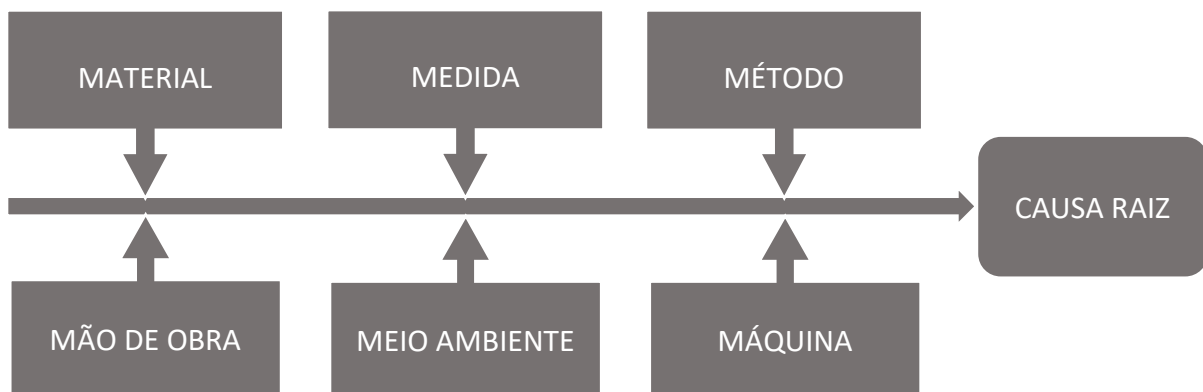 MATERIAL
MEDIDA
MÉTODO
CAUSA RAIZ
MÃO DE OBRA
MEIO AMBIENTE
MÁQUINA